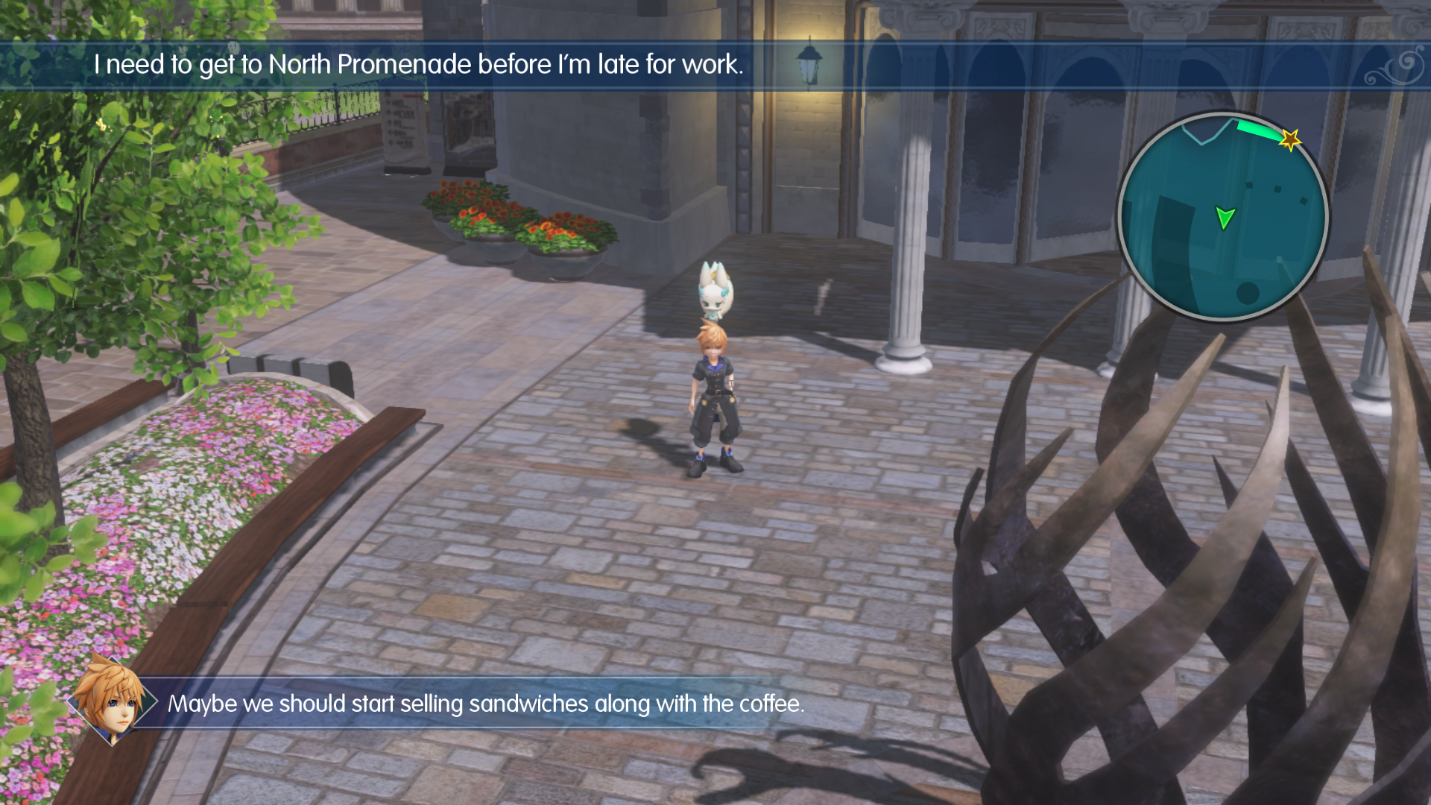 I need to get to North Promenade before I'm late for work.
Maybe we should start selling sandwiches along with the coffee.